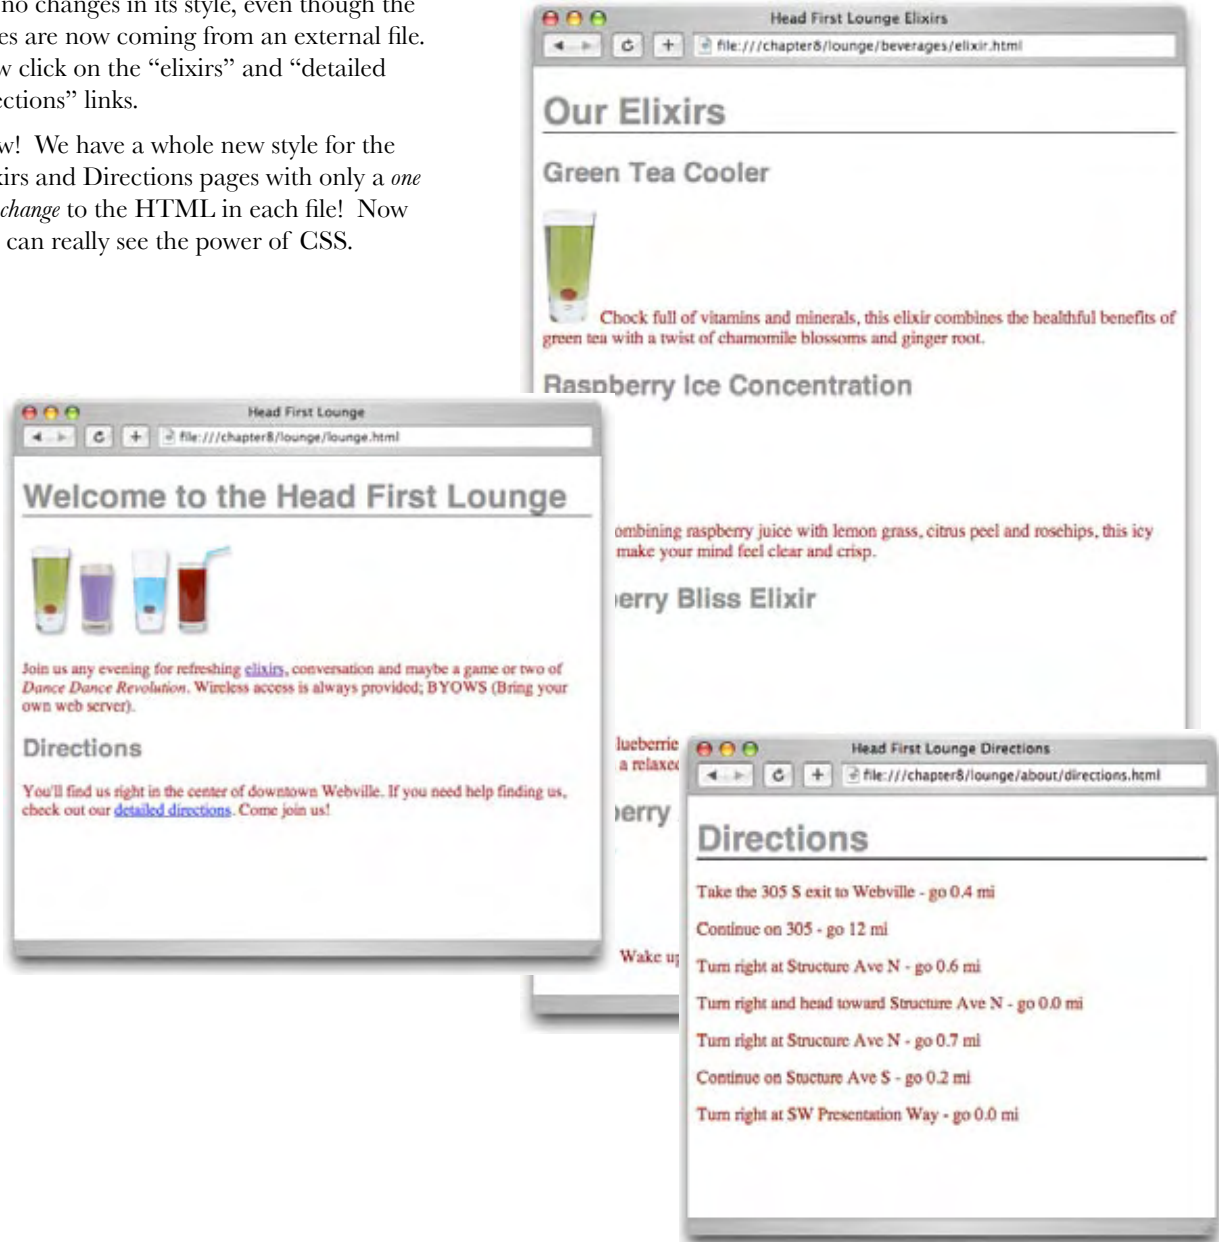 no changes in its style, even though the
are now coming from an external file.
click on the “elixirs” and “detailed
links.
We have a whole new style for the
and Directions pages with only a one
change to the HTML in each file! Now
can really see the power of CSS.
Head First Lounge Elixirs
file:///chapter8/lounge/beverages/elixir.html
Our Elixirs
Green Tea Cooler
Chock full of vitamins and minerals, this elixir combines the healthful benefits of
green tea with a twist of chamomile blossoms and ginger root.
Raspberry Ice Concentration
ombining raspberry juice with lemon grass, citrus peel and rosehips, this icy
make your mind feel clear and crisp.
erry Bliss Elixir
lueberrie
a relaxed
berry
Wake up
Head First Lounge
file:///chapter8/lounge/lounge.html
Welcome to the Head First Lounge
Join us any evening for refreshing elixirs, conversation and maybe a game or two of
Dance Dance Revolution. Wireless access is always provided; BYOWS (Bring your
own web server).
Directions
You'll find us right in the center of downtown Webville. If you need help finding us,
check out our detailed directions. Come join us!
Head First Lounge Directions
file:///chapter8/lounge/about/directions.html
Directions
Take the 305 S exit to Webville - go 0.4 mi
Continue on 305 - go 12 mi
Turn right at Structure Ave N - go 0.6 mi
Turn right and head toward Structure Ave N - go 0.0 mi
Turn right at Structure Ave N - go 0.7 mi
Continue on Stucture Ave S - go 0.2 mi
Turn right at SW Presentation Way - go 0.0 mi